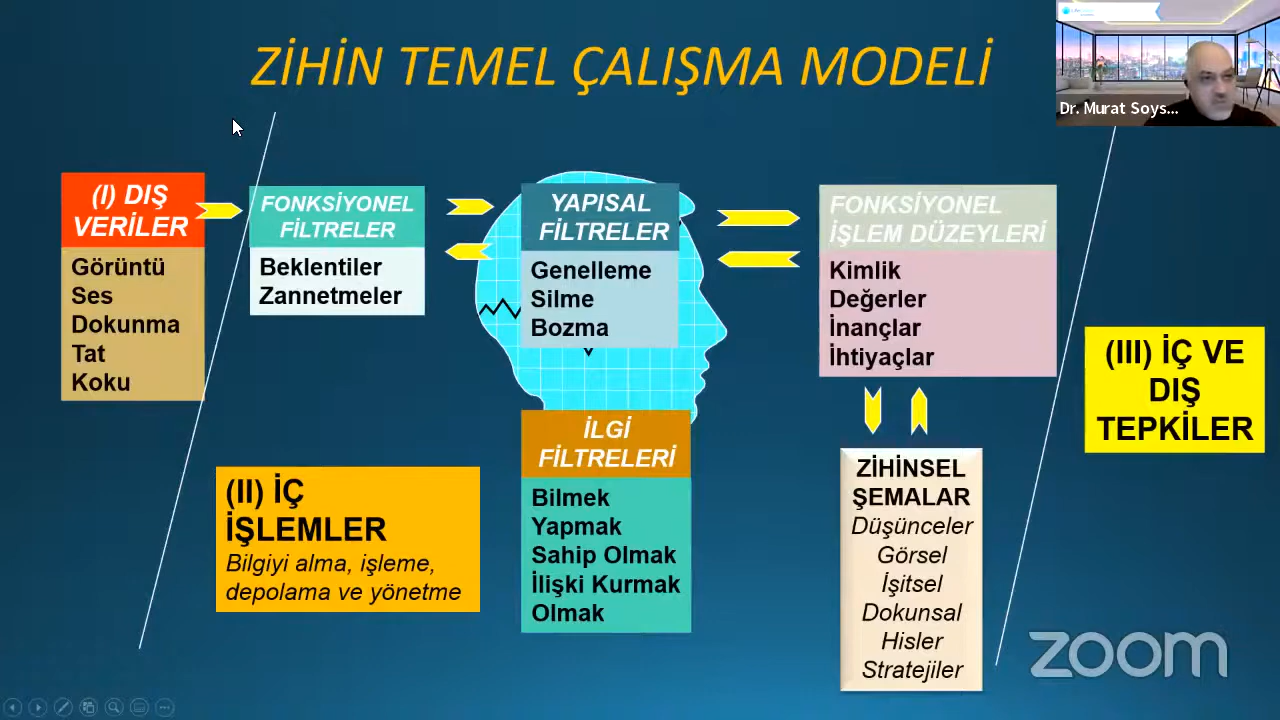 ZİHİN TEMEL ÇALIŞMA MODELİ
Dr. Murat Soys...
(I) DIŞ
VERİLER
Görüntü
Ses
Dokunma
Tat
Koku
FONKSİYONEL
FİLTRELER
Beklentiler
Zannetmeler
YAPISAL
FİLTRELER
Genelleme
Silme
Bozma
FONKSİYONEL
İŞLEM DÜZEYLERİ
Kimlik
Değerler
İnançlar
İhtiyaçlar
(III) İÇ VE
DIŞ
TEPKİLER
(II) İÇ
İŞLEMLER
Bilgiyi alma, işleme,
depolama ve yönetme
İLGİ
FİLTRELERİ
Bilmek
Yapmak
Sahip Olmak
İlişki Kurmak
Olmak
ZİHİNSEL
ŞEMALAR
Düşünceler
Görsel
İşitsel
Dokunsal
Hisler
Stratejiler
zoom